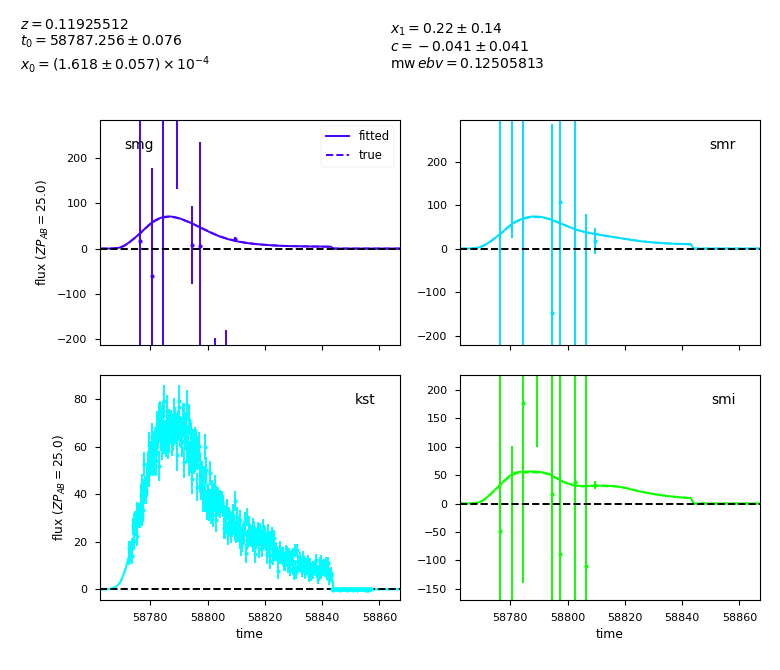 z = 0.11925512
t₀ = 58787.256 ± 0.076
x₀ = (1.618 ± 0.057) × 10⁻⁴
x₁ = 0.22 ± 0.14
c = −0.041 ± 0.041
mw ebv = 0.12505813
smg
fitted
true
200
100
0
−100
−200
flux (ZP_AB = 25.0)
smr
200
100
0
−100
−200
kst
80
60
40
20
0
flux (ZP_AB = 25.0)
58780 58800 58820 58840 58860
time
smi
200
150
100
50
0
−50
−100
−150
58780 58800 58820 58840 58860
time